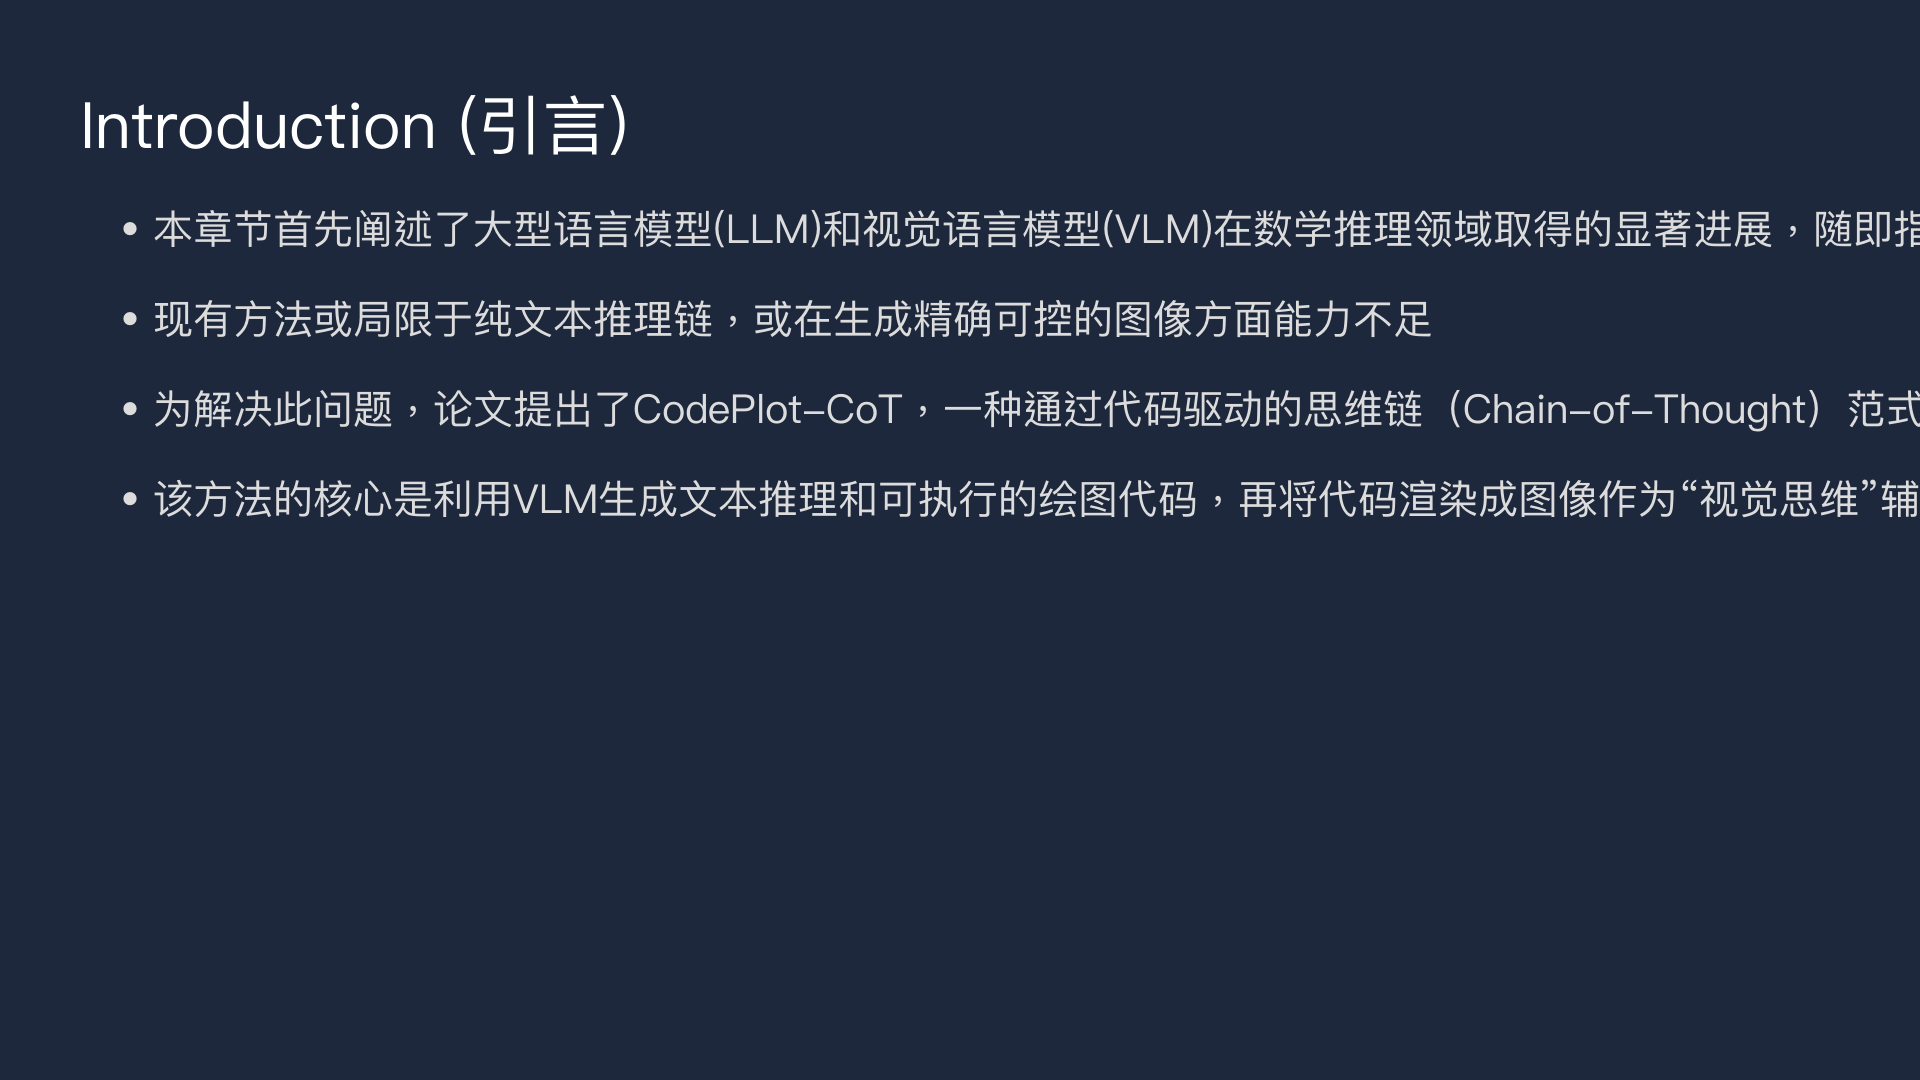 Introduction (引言)
• 本章节首先阐述了大型语言模型(LLM)和视觉语言模型(VLM)在数学推理领域取得的显著进展，随即指
• 现有方法或局限于纯文本推理链，或在生成精确可控的图像方面能力不足
• 为解决此问题，论文提出了CodePlot-CoT，一种通过代码驱动的思维链（Chain-of-Thought）范式
• 该方法的核心是利用VLM生成文本推理和可执行的绘图代码，再将代码渲染成图像作为“视觉思维”辅